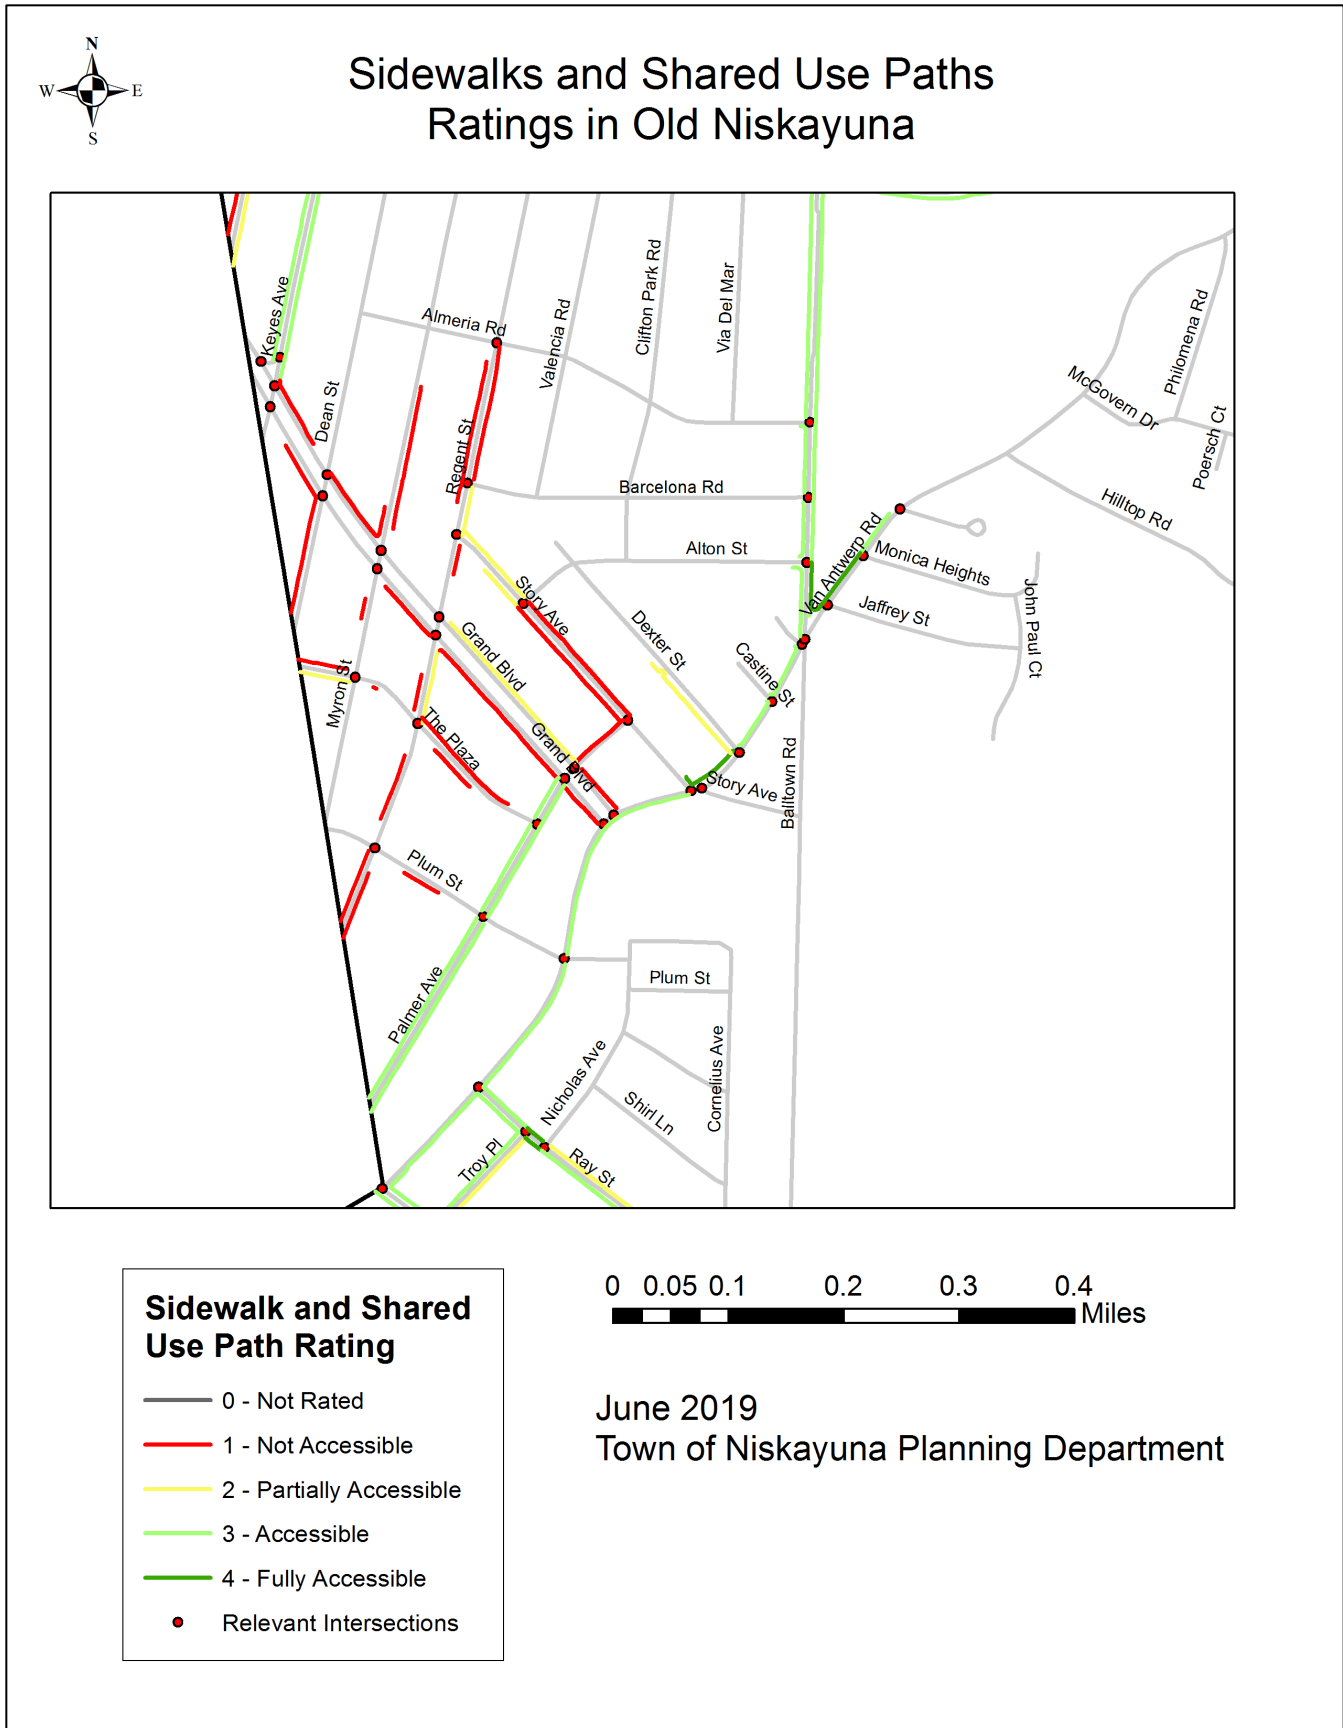 N
W
E
S
Sidewalks and Shared Use Paths
Ratings in Old Niskayuna
Keyes Ave
Dean St
Almeria Rd
Regent St
Valencia Rd
Clifton Park Rd
Via Del Mar
Philomena Rd
McGovern Dr
Poersch Ct
Hilltop Rd
Barcelona Rd
Alton St
Van Antwerp Rd
Monica Heights
Jaffrey St
John Paul Ct
Story Ave
Dexter St
Castine St
Grand Blvd
Myron St
The Plaza
Grand Blvd
Story Ave
Balltown Rd
Plum St
Palmer Ave
Plum St
Nicholas Ave
Cornelius Ave
Shirl Ln
Troy Pl
Ray St
0 0.05 0.1 0.2 0.3 0.4
Miles
Sidewalk and Shared
Use Path Rating
0 - Not Rated
1 - Not Accessible
2 - Partially Accessible
3 - Accessible
4 - Fully Accessible
Relevant Intersections
June 2019
Town of Niskayuna Planning Department